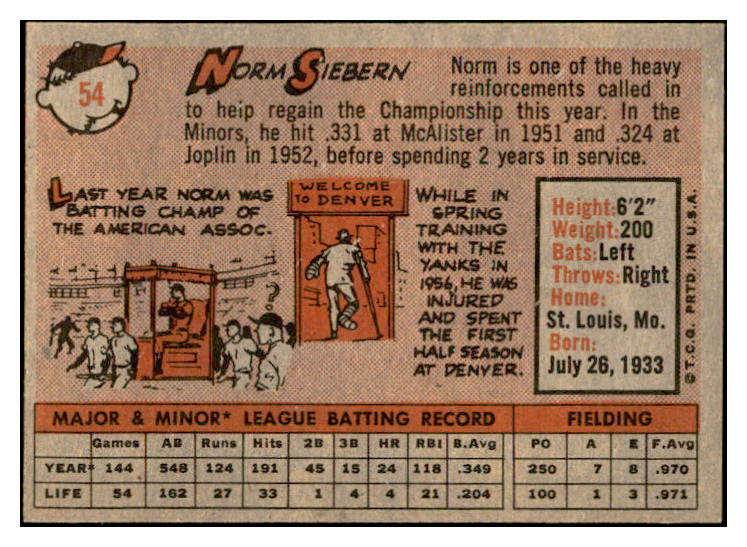 54
NORM SIEBERN
Norm is one of the heavy
reinforcements called in
to help regain the Championship this year. In the
Minors, he hit .331 at McAlister in 1951 and .324 at
Joplin in 1952, before spending 2 years in service.
LAST YEAR NORM WAS
BATTING CHAMP OF
THE AMERICAN ASSOC.
?
WELCOME
TO DENVER
WHILE IN
SPRING
TRAINING
WITH THE
YANKS IN
1956, HE WAS
INJURED
AND SPENT
THE FIRST
HALF SEASON
AT DENVER.
Height: 6'2"
Weight: 200
Bats: Left
Throws: Right
Home:
St. Louis, Mo.
Born:
July 26, 1933
©T.C.G. PRTD. IN U.S.A.
MAJOR & MINOR* LEAGUE BATTING RECORD FIELDING
Games AB Runs Hits 2B 3B HR RBI B.Avg PO A E F.Avg
YEAR* 144 548 124 191 45 15 24 118 .349 250 7 8 .970
LIFE 54 162 27 33 1 4 4 21 .204 100 1 3 .971